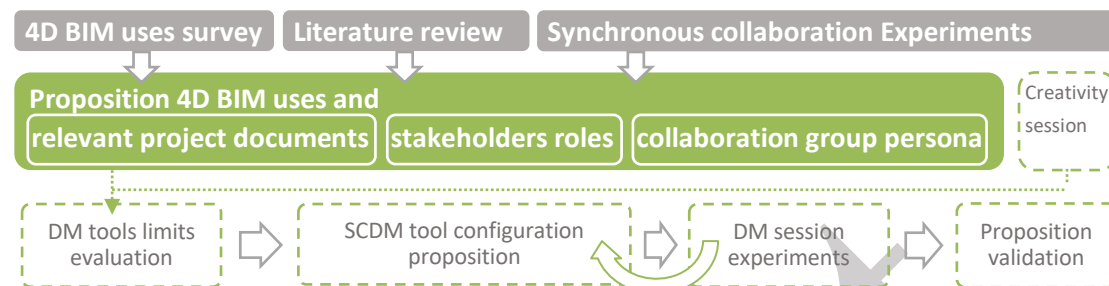 4D BIM uses survey
Literature review
Synchronous collaboration Experiments
Proposition 4D BIM uses and
relevant project documents
stakeholders roles
collaboration group persona
Creativity
session
DM tools limits
evaluation
SCDM tool configuration
proposition
DM session
experiments
Proposition
validation